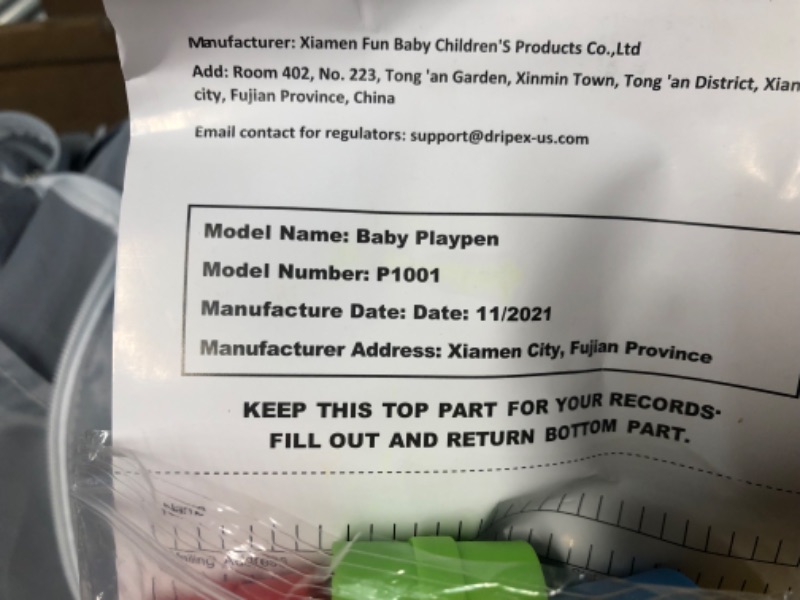 Manufacturer: Xiamen Fun Baby Children'S Products Co.,Ltd
Add: Room 402, No. 223, Tong 'an Garden, Xinmin Town, Tong 'an District, Xian
city, Fujian Province, China
Email contact for regulators: support@dripex-us.com
Model Name: Baby Playpen
Model Number: P1001
Manufacture Date: Date: 11/2021
Manufacturer Address: Xiamen City, Fujian Province
KEEP THIS TOP PART FOR YOUR RECORDS.
FILL OUT AND RETURN BOTTOM PART.
Name
Address